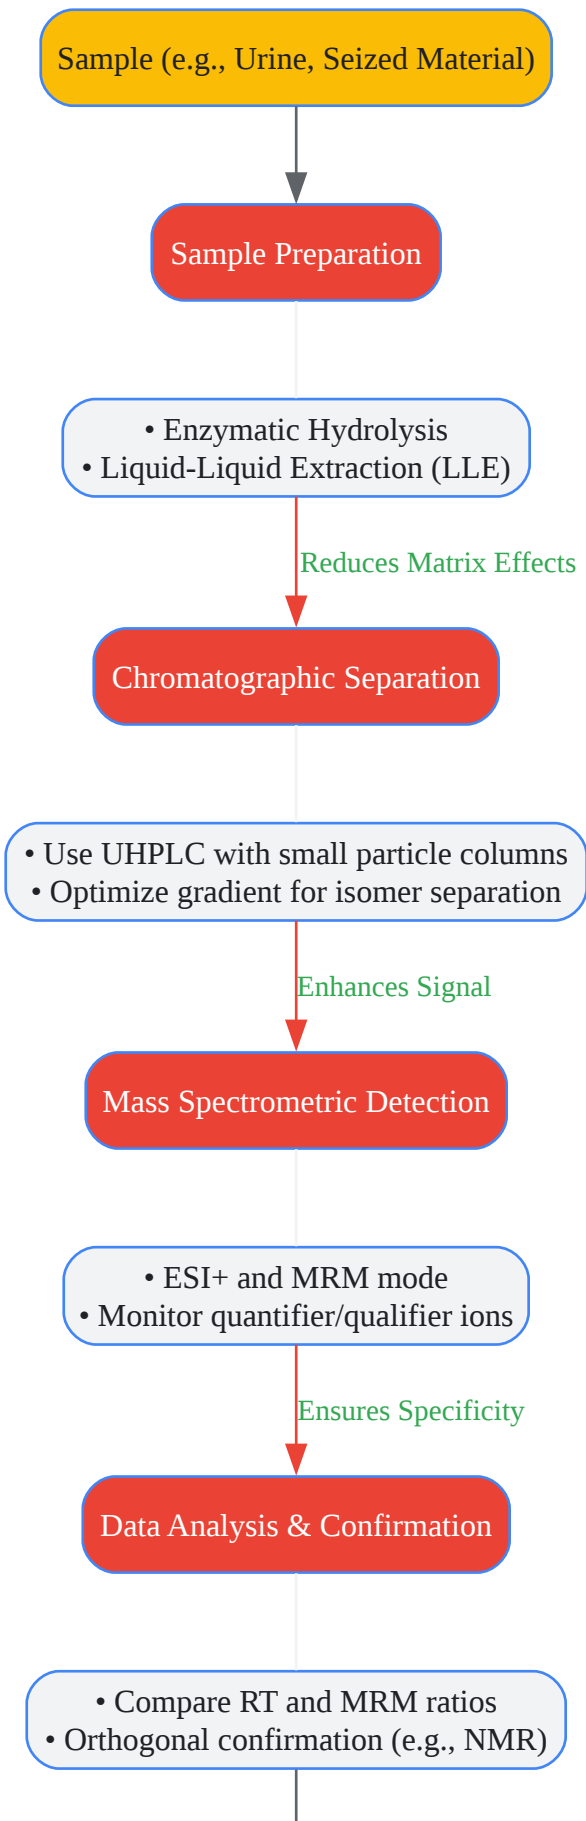 Sample (e.g., Urine, Seized Material)
Sample Preparation
• Enzymatic Hydrolysis
• Liquid-Liquid Extraction (LLE)
Reduces Matrix Effects
Chromatographic Separation
• Use UHPLC with small particle columns
• Optimize gradient for isomer separation
Enhances Signal
Mass Spectrometric Detection
• ESI+ and MRM mode
• Monitor quantifier/qualifier ions
Ensures Specificity
Data Analysis & Confirmation
• Compare RT and MRM ratios
• Orthogonal confirmation (e.g., NMR)